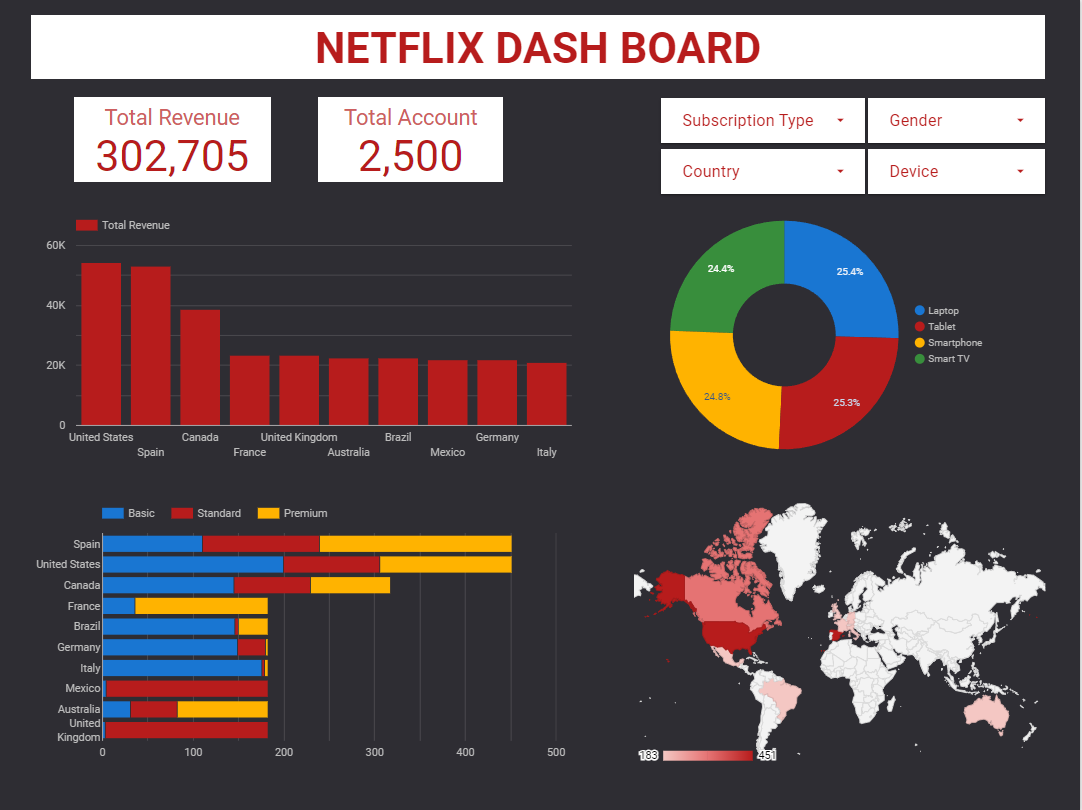 NETFLIX DASH BOARD
Total Revenue
302,705
Total Account
2,500
Subscription Type
Gender
Country
Device
Total Revenue
60K
40K
20K
0
United States
Spain
Canada
France
United Kingdom
Australia
Brazil
Mexico
Germany
Italy
24.4%
25.4%
24.8%
25.3%
Laptop
Tablet
Smartphone
Smart TV
Basic
Standard
Premium
Spain
United States
Canada
France
Brazil
Germany
Italy
Mexico
Australia
United
Kingdom
0
100
200
300
400
500
183
451